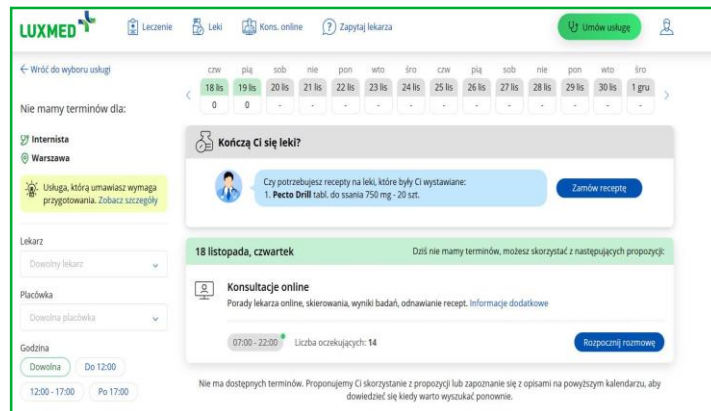 LUXMED
Leczenie
Leki
Kons. online
Zapytaj lekarza
Umów usługę
← Wróć do wyboru usługi
Nie mamy terminów dla:
Internista
Warszawa
Usługa, którą umawiasz wymaga
przygotowania. Zobacz szczegóły
Lekarz
Dowolny lekarz
Placówka
Dowolna placówka
Godzina
Dowolna Do 12:00
12:00 - 17:00 Po 17:00
czw pią sob nie pon wto śro czw pią sob nie pon wto śro
18 lis 19 lis 20 lis 21 lis 22 lis 23 lis 24 lis 25 lis 26 lis 27 lis 28 lis 29 lis 30 lis 1 gru
0 0 - - - - - - - - - - - -
Kończą Ci się leki?
Czy potrzebujesz recepty na leki, które były Ci wystawiane:
1. Pecto Drill tabl. do ssania 750 mg - 20 szt.
Zamów receptę
18 listopada, czwartek Dziś nie mamy terminów, możesz skorzystać z następujących propozycji:
Konsultacje online
Porady lekarza online, skierowania, wyniki badań, odnawianie recept. Informacje dodatkowe
07:00 - 22:00 Liczba oczekujących: 14 Rozpocznij rozmowę
Nie ma dostępnych terminów. Proponujemy Ci skorzystanie z propozycji lub zapoznanie się z opisami na powyższym kalendarzu, aby
dowiedzieć się kiedy warto wyszukać ponownie.